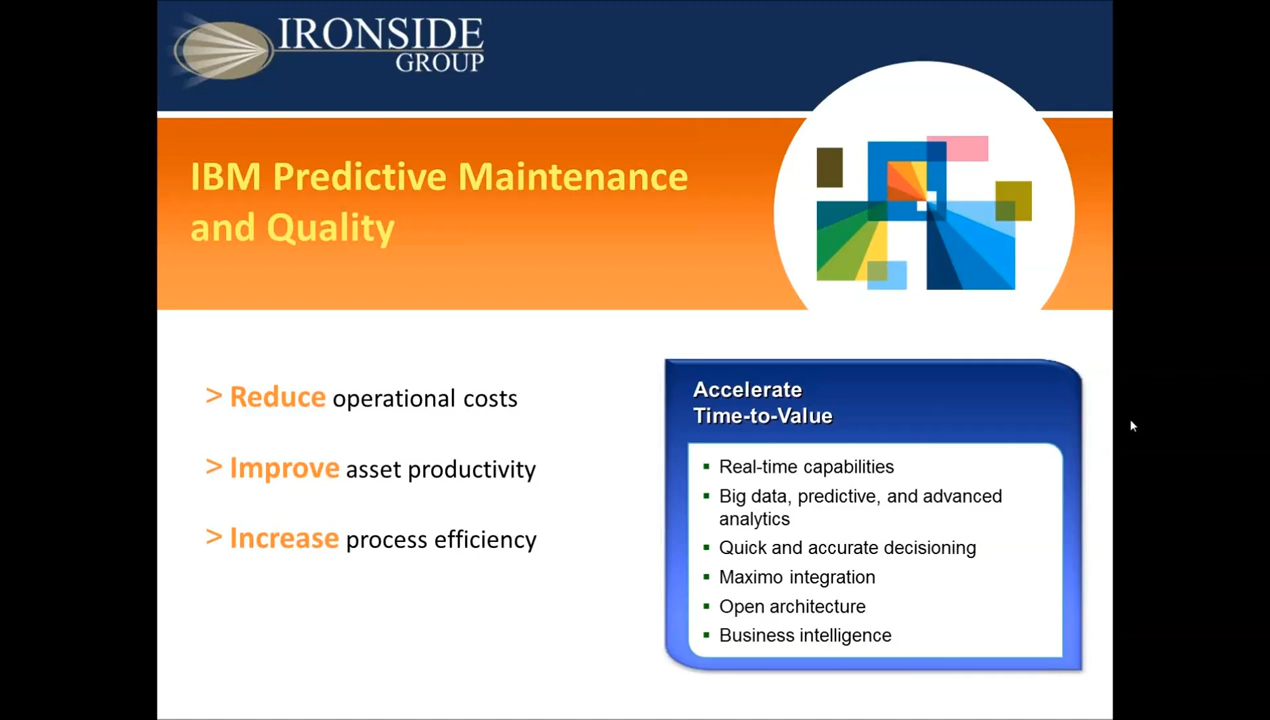 IRONSIDE
GROUP
IBM Predictive Maintenance
and Quality
> Reduce operational costs
> Improve asset productivity
> Increase process efficiency
Accelerate
Time-to-Value
▪ Real-time capabilities
▪ Big data, predictive, and advanced
analytics
▪ Quick and accurate decisioning
▪ Maximo integration
▪ Open architecture
▪ Business intelligence